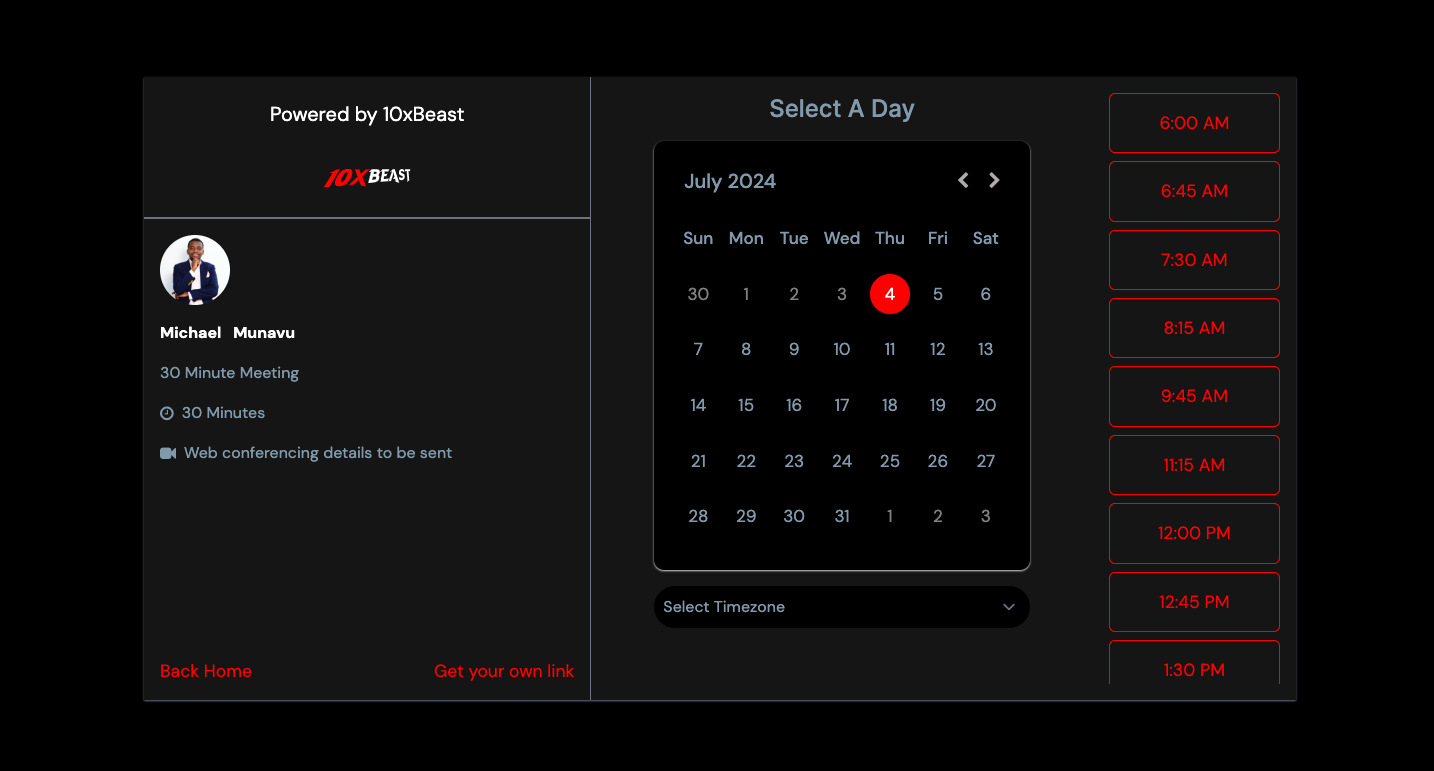 Powered by 10xBeast
10XBEAST
Michael Munavu
30 Minute Meeting
30 Minutes
Web conferencing details to be sent
Back Home
Get your own link
Select A Day
July 2024
Sun Mon Tue Wed Thu Fri Sat
30 1 2 3 4 5 6
7 8 9 10 11 12 13
14 15 16 17 18 19 20
21 22 23 24 25 26 27
28 29 30 31 1 2 3
Select Timezone
6:00 AM
6:45 AM
7:30 AM
8:15 AM
9:45 AM
11:15 AM
12:00 PM
12:45 PM
1:30 PM